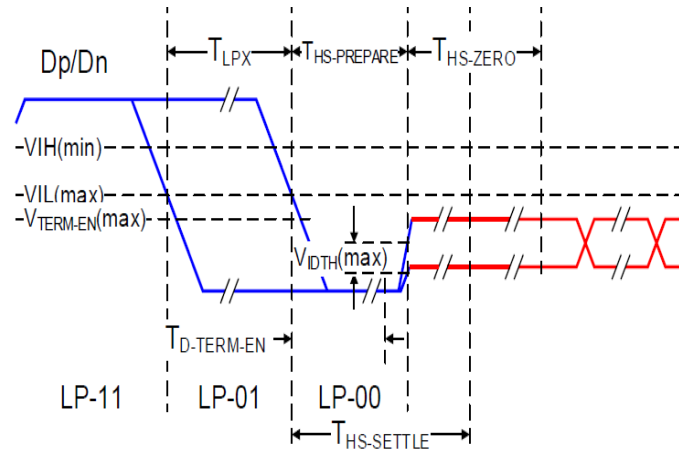 TLPX THS-PREPARE THS-ZERO
Dp/Dn
VIH(min)
VIL(max)
VTERM-EN(max)
VIDTH(max)
TD-TERM-EN
LP-11 LP-01 LP-00
THS-SETTLE